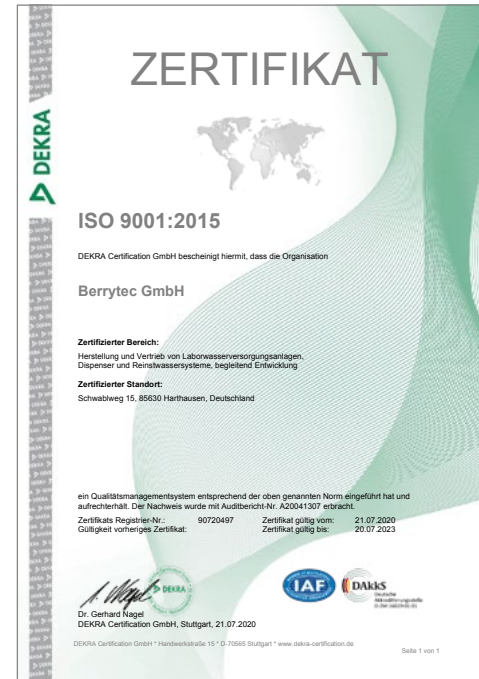 DEKRA
ZERTIFIKAT
ISO 9001:2015
DEKRA Certification GmbH bescheinigt hiermit, dass die Organisation
Berrytec GmbH
Zertifizierter Bereich:
Herstellung und Vertrieb von Laborwasserversorgungsanlagen,
Dispenser und Reinstwassersysteme, begleitend Entwicklung
Zertifizierter Standort:
Schwablweg 15, 85630 Harthausen, Deutschland
ein Qualitätsmanagementsystem entsprechend der oben genannten Norm eingeführt hat und
aufrechterhält. Der Nachweis wurde mit Auditbericht-Nr. A20041307 erbracht.
Zertifikats Registrier-Nr.: 90720497 Zertifikat gültig vom: 21.07.2020
Gültigkeit vorheriges Zertifikat: Zertifikat gültig bis: 20.07.2023
DEKRA
IAF
DAkkS
Deutsche
Akkreditierungsstelle
Dr. Gerhard Nagel
DEKRA Certification GmbH, Stuttgart, 21.07.2020
DEKRA Certification GmbH * Handwerkstraße 15 * D-70565 Stuttgart * www.dekra-certification.de
Seite 1 von 1